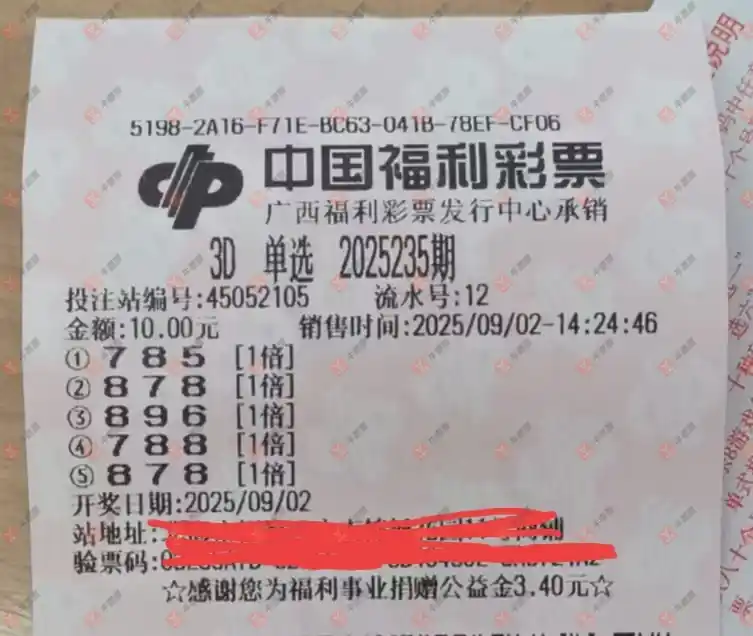 5198-2A16-F71E-BC63-041B-78EF-CF06
中国福利彩票
广西福利彩票发行中心承销
3D 单选 2025235期
投注站编号:45052105 流水号:12
金额:10.00元 销售时间:2025/09/02-14:24:46
① 7 8 5 [1倍]
② 8 7 8 [1倍]
③ 8 9 6 [1倍]
④ 7 8 8 [1倍]
⑤ 8 7 8 [1倍]
开奖日期:2025/09/02
站地址:
验票码:
☆感谢您为福利事业捐赠公益金3.40元☆
说明